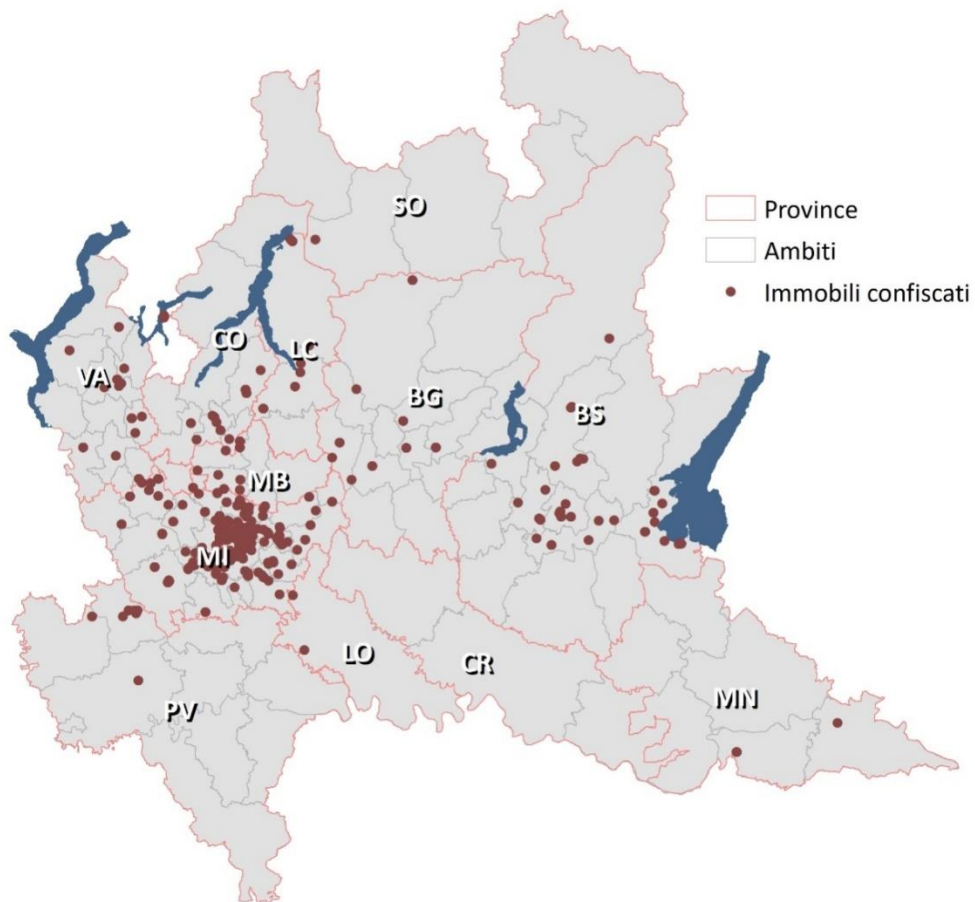 SO
Province
Ambiti
Immobili confiscati
CO
LC
VA
BG
BS
MB
MI
LO
CR
MN
PV